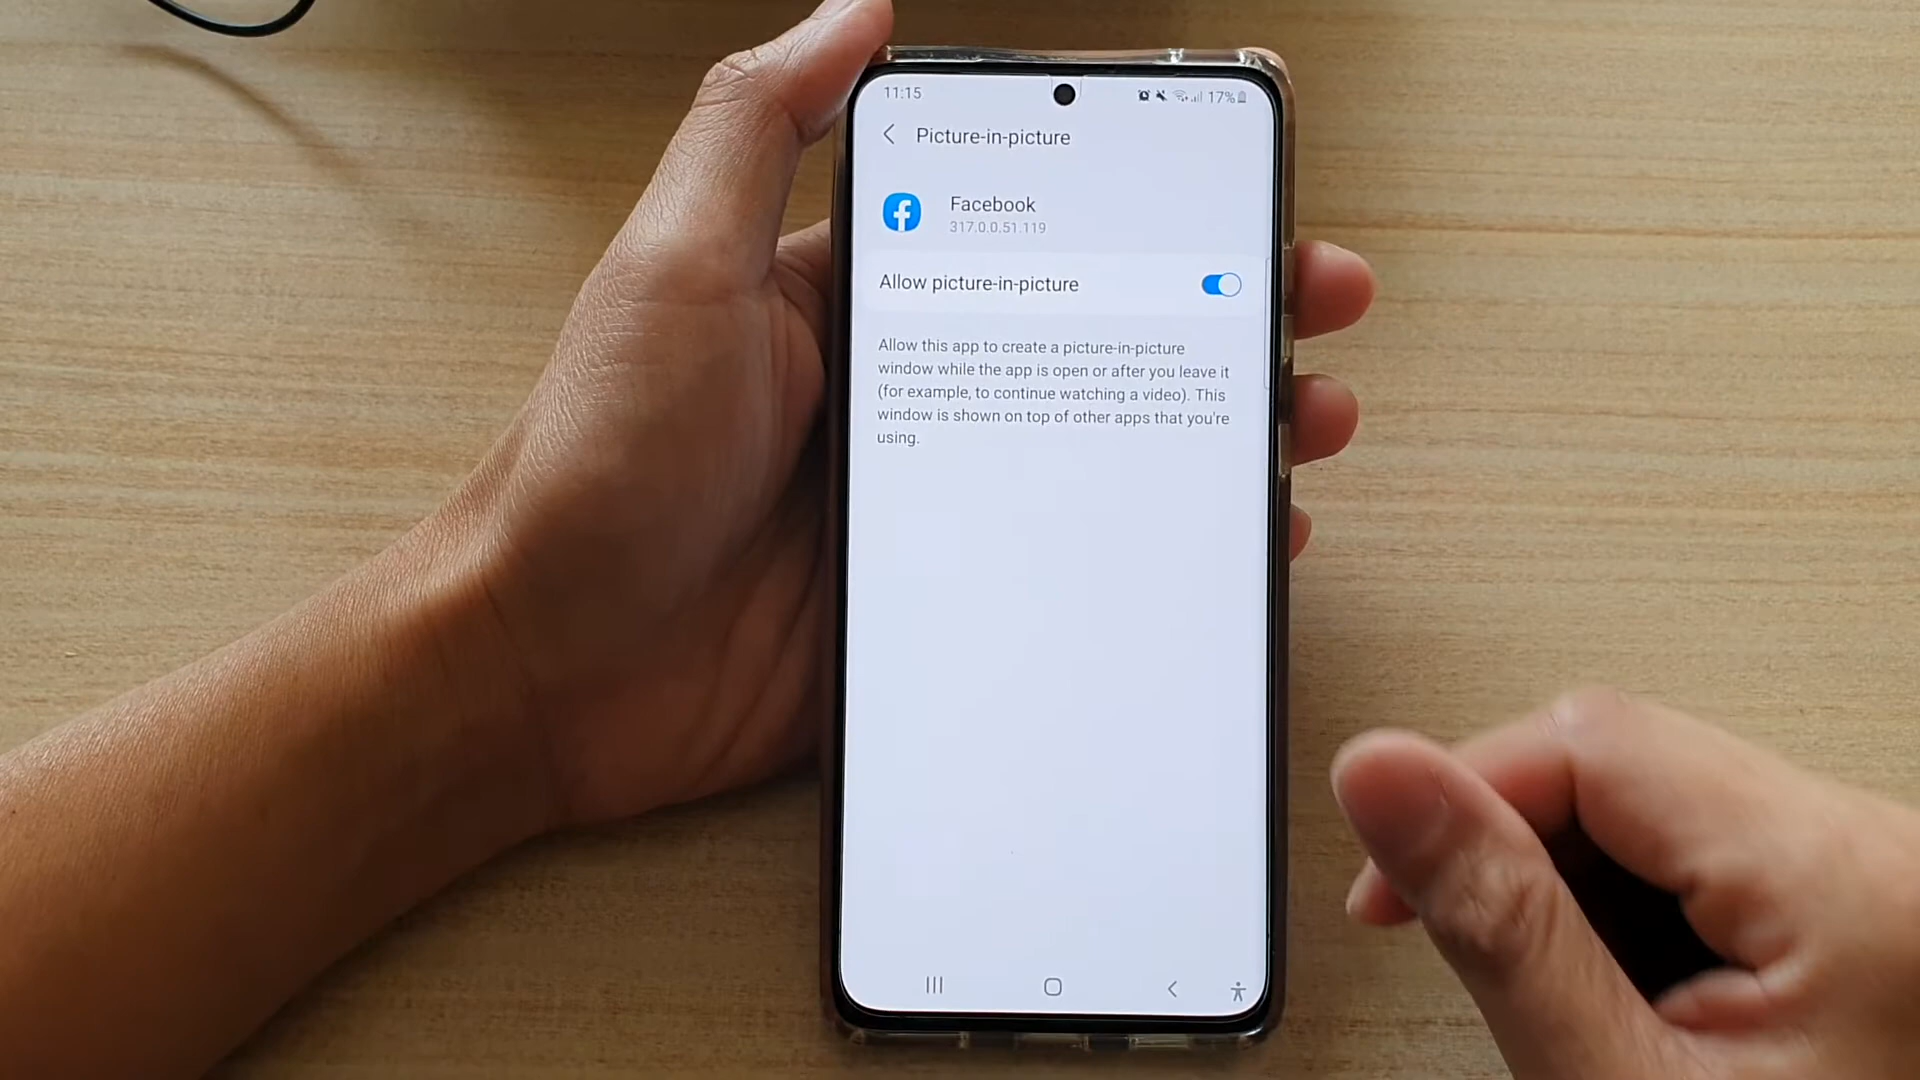 11:15
17%
Picture-in-picture
Facebook
317.0.0.51.119
Allow picture-in-picture
Allow this app to create a picture-in-picture
window while the app is open or after you leave it
(for example, to continue watching a video). This
window is shown on top of other apps that you're
using.